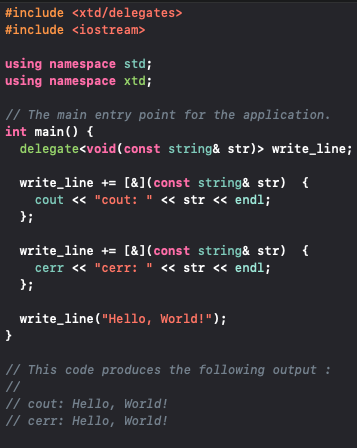 #include <xtd/delegates>
#include <iostream>

using namespace std;
using namespace xtd;

// The main entry point for the application.
int main() {
  delegate<void(const string& str)> write_line;

  write_line += [&](const string& str)  {
    cout << "cout: " << str << endl;
  };

  write_line += [&](const string& str)  {
    cerr << "cerr: " << str << endl;
  };

  write_line("Hello, World!");
}

// This code produces the following output :
//
// cout: Hello, World!
// cerr: Hello, World!